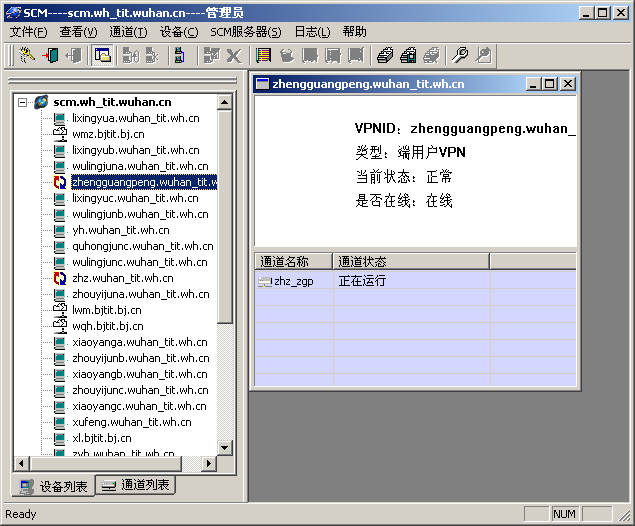 SCM----scm.wh_tit.wuhan.cn----管理员
文件(F) 查看(V) 通道(T) 设备(C) SCM服务器(S) 日志(L) 帮助
scm.wh_tit.wuhan.cn
lixingyua.wuhan_tit.wh.cn
wmz.bjtit.bj.cn
lixingyub.wuhan_tit.wh.cn
wulingjuna.wuhan_tit.wh.cn
zhengguangpeng.wuhan_tit.w
lixingyuc.wuhan_tit.wh.cn
wulingjunb.wuhan_tit.wh.cn
yh.wuhan_tit.wh.cn
quhongjunc.wuhan_tit.wh.cn
wulingjunc.wuhan_tit.wh.cn
zhz.wuhan_tit.wh.cn
zhouyijuna.wuhan_tit.wh.cn
lwm.bjtit.bj.cn
wqh.bjtit.bj.cn
xiaoyanga.wuhan_tit.wh.cn
zhouyijunb.wuhan_tit.wh.cn
xiaoyangb.wuhan_tit.wh.cn
zhouyijunc.wuhan_tit.wh.cn
xiaoyangc.wuhan_tit.wh.cn
xufeng.wuhan_tit.wh.cn
xl.bjtit.bj.cn
zyh.wuhan_tit.wh.cn
设备列表 通道列表
zhengguangpeng.wuhan_tit.wh.cn
VPNID：zhengguangpeng.wuhan_
类型：端用户VPN
当前状态：正常
是否在线：在线
通道名称 通道状态
zhz_zgp 正在运行
Ready NUM